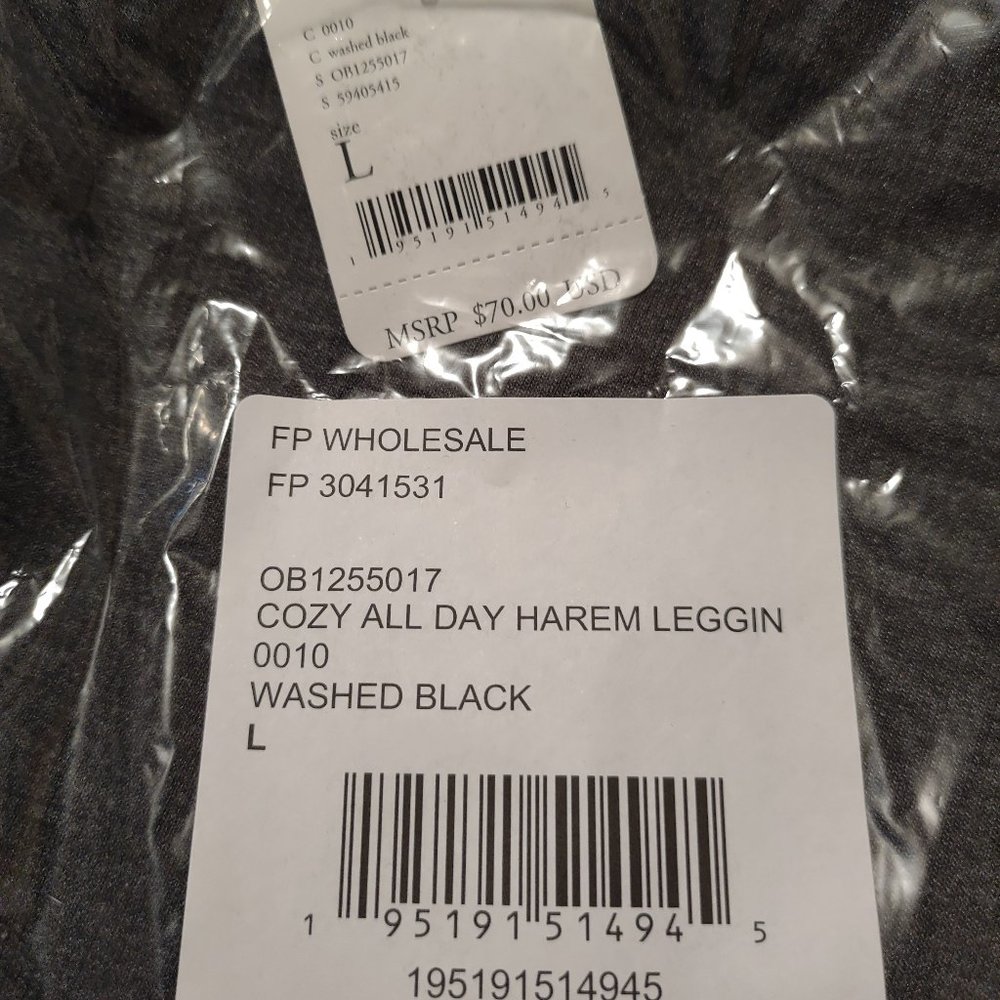 C 0010
C washed black
S OB1255017
S 59405415
size
L
1 95191 51494 5
MSRP $70.00 USD
FP WHOLESALE
FP 3041531
OB1255017
COZY ALL DAY HAREM LEGGIN
0010
WASHED BLACK
L
1 95191 51494 5
195191514945